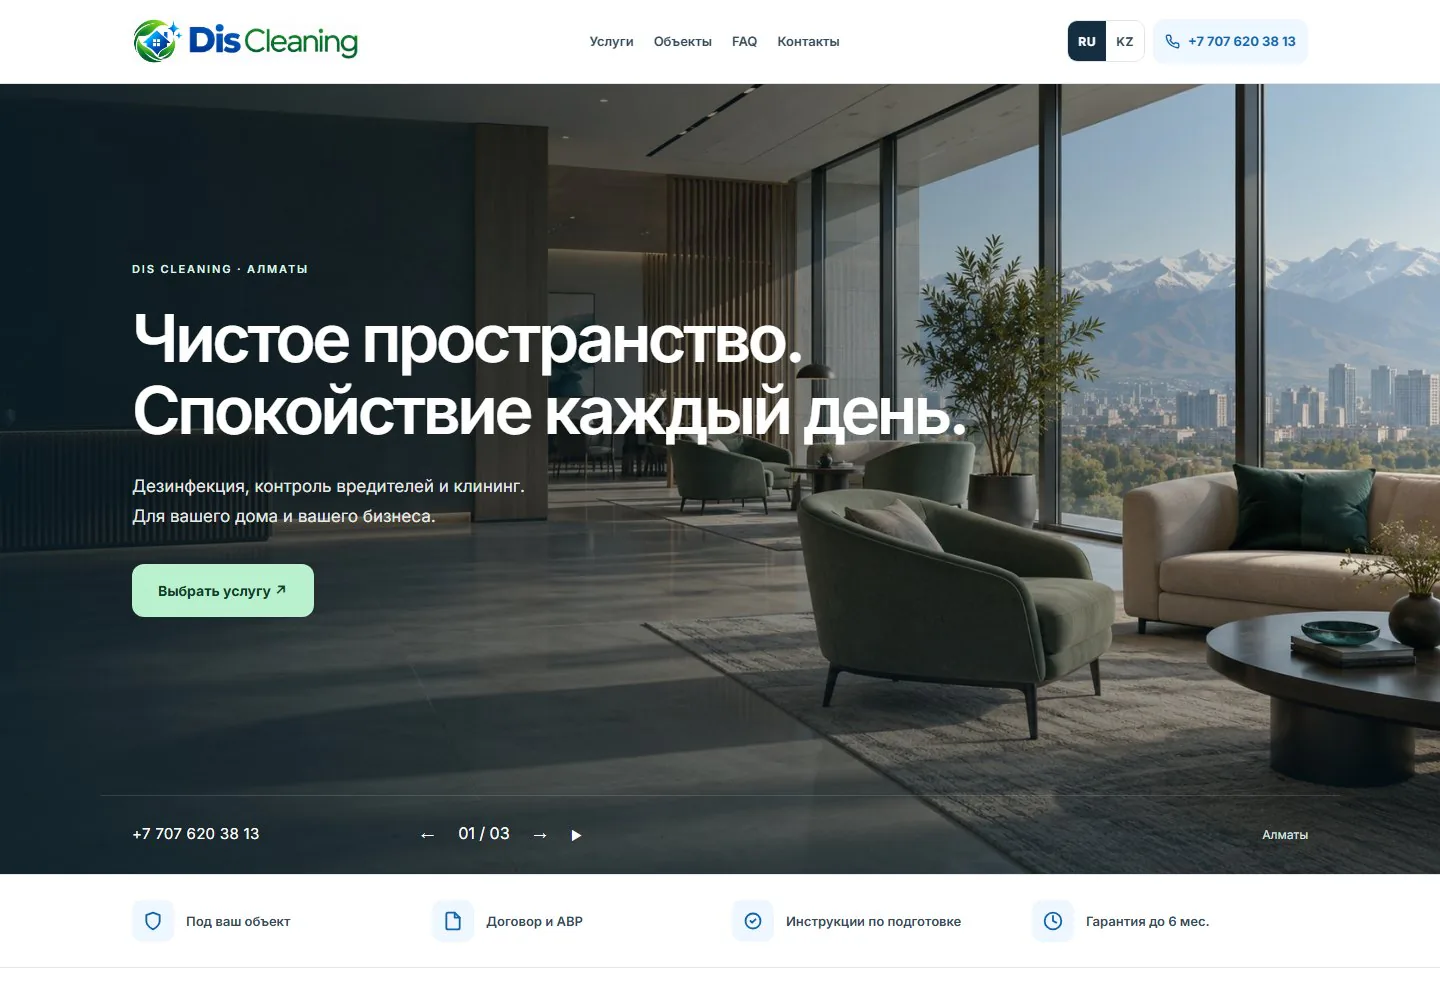 Dis Cleaning
Услуги
Объекты
FAQ
Контакты
RU
KZ
+7 707 620 38 13
DIS CLEANING · АЛМАТЫ
Чистое пространство.
Спокойствие каждый день.
Дезинфекция, контроль вредителей и клининг.
Для вашего дома и вашего бизнеса.
Выбрать услугу ↗
+7 707 620 38 13
← 01 / 03 →
Алматы
Под ваш объект
Договор и АВР
Инструкции по подготовке
Гарантия до 6 мес.